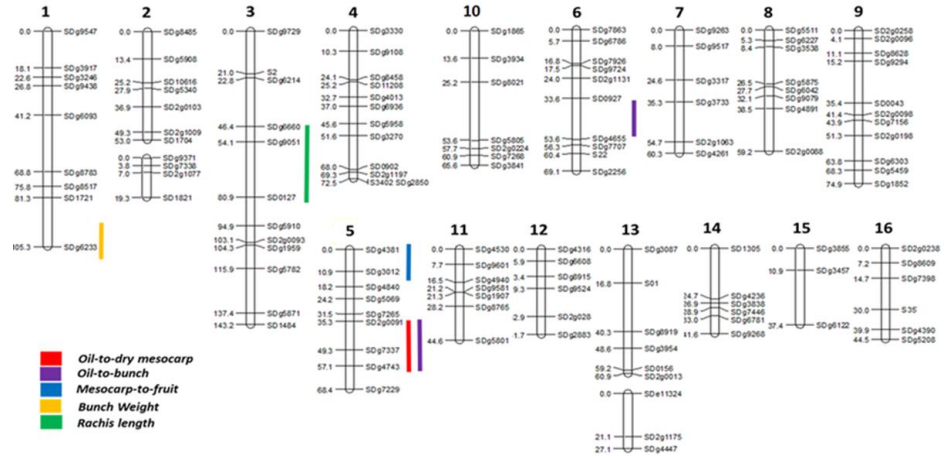 1
0.0 SDg9547
18.1 SDg3917
22.6 SDg3246
26.8 SDg9438
41.2 SDg6093
68.8 SDg8783
75.8 SDg8517
81.3 SD1721
105.3 SDg6233
2
0.0 SDg8485
13.4 SDg5908
25.2 SD10616
27.9 SDg5340
36.9 SD2g0103
49.3 SD2g1009
53.0 SD1704
0.0 SDg9371
3.8 SDg7338
7.0 SD2g1077
19.3 SD1821
3
0.0 SDg9729
21.0 S2
22.8 SDg6214
46.4 SDg6660
54.1 SDg9051
80.9 SD0127
94.9 SDg5910
103.1 SD2g0093
104.3 SDg1959
115.9 SDg5782
137.4 SDg5871
143.2 SD1484
4
0.0 SDg3330
10.3 SDg9108
24.1 SDg8458
25.2 SD11208
32.7 SDg4013
37.0 SDg6936
45.6 SDg5958
51.6 SDg3270
68.0 SD0902
69.3 SD2g1197
72.5 S3402 SDg2850
10
0.0 SDg1865
13.6 SDg3934
25.2 SDg8021
53.6 SDg5805
57.7 SD2g0224
60.9 SDg7268
65.6 SDg3841
6
0.0 SDg7863
5.7 SDg6786
16.8 SDg7926
17.5 SDg9724
24.0 SD2g1131
33.6 SD0927
53.6 SDg4655
56.3 SDg7707
60.4 S22
69.1 SDg2256
7
0.0 SDg9263
8.0 SDg9517
24.6 SDg3317
35.3 SDg3733
54.7 SD2g1063
60.3 SDg4261
8
0.0 SDg5511
5.3 SDg6227
8.4 SDg3538
26.5 SDg5875
27.7 SDg6042
32.1 SDg9079
38.5 SDg4891
59.2 SD2g0088
9
0.0 SD2g0258
4.1 SD2g0096
11.1 SDg8628
15.2 SDg9294
35.4 SD0043
41.4 SD2g0098
43.9 SDg7156
51.3 SD2g0198
63.8 SDg6303
68.3 SDg5459
74.9 SDg1852
5
0.0 SDg4381
10.9 SDg3012
18.2 SDg4840
24.2 SDg5069
31.5 SDg7265
35.3 SD2g0091
49.3 SDg7337
57.1 SDg4743
68.4 SDg7229
11
0.0 SDg4530
7.7 SDg9601
16.5 SDg4940
21.2 SDg9581
21.3 SDg1907
28.2 SDg8765
44.6 SDg5801
12
0.0 SDg4316
5.9 SDg6608
3.4 SDg8915
9.3 SDg9524
2.9 SD2g028
1.7 SDg2883
13
0.0 SDg3087
16.8 S01
40.3 SDg8919
48.6 SDg3954
59.2 SD0156
60.9 SD2g0013
0.0 SDe11324
21.1 SD2g1175
27.1 SDg4447
14
0.0 SD1305
24.7 SDg4236
26.9 SDg3838
28.9 SDg7446
33.0 SDg6781
41.6 SDg9268
15
0.0 SDg3855
10.9 SDg3457
37.4 SDg6122
16
0.0 SD2g0238
7.2 SDg8609
14.7 SDg7398
30.0 S35
39.9 SDg4390
44.5 SDg5208
Oil-to-dry mesocarp
Oil-to-bunch
Mesocarp-to-fruit
Bunch Weight
Rachis length